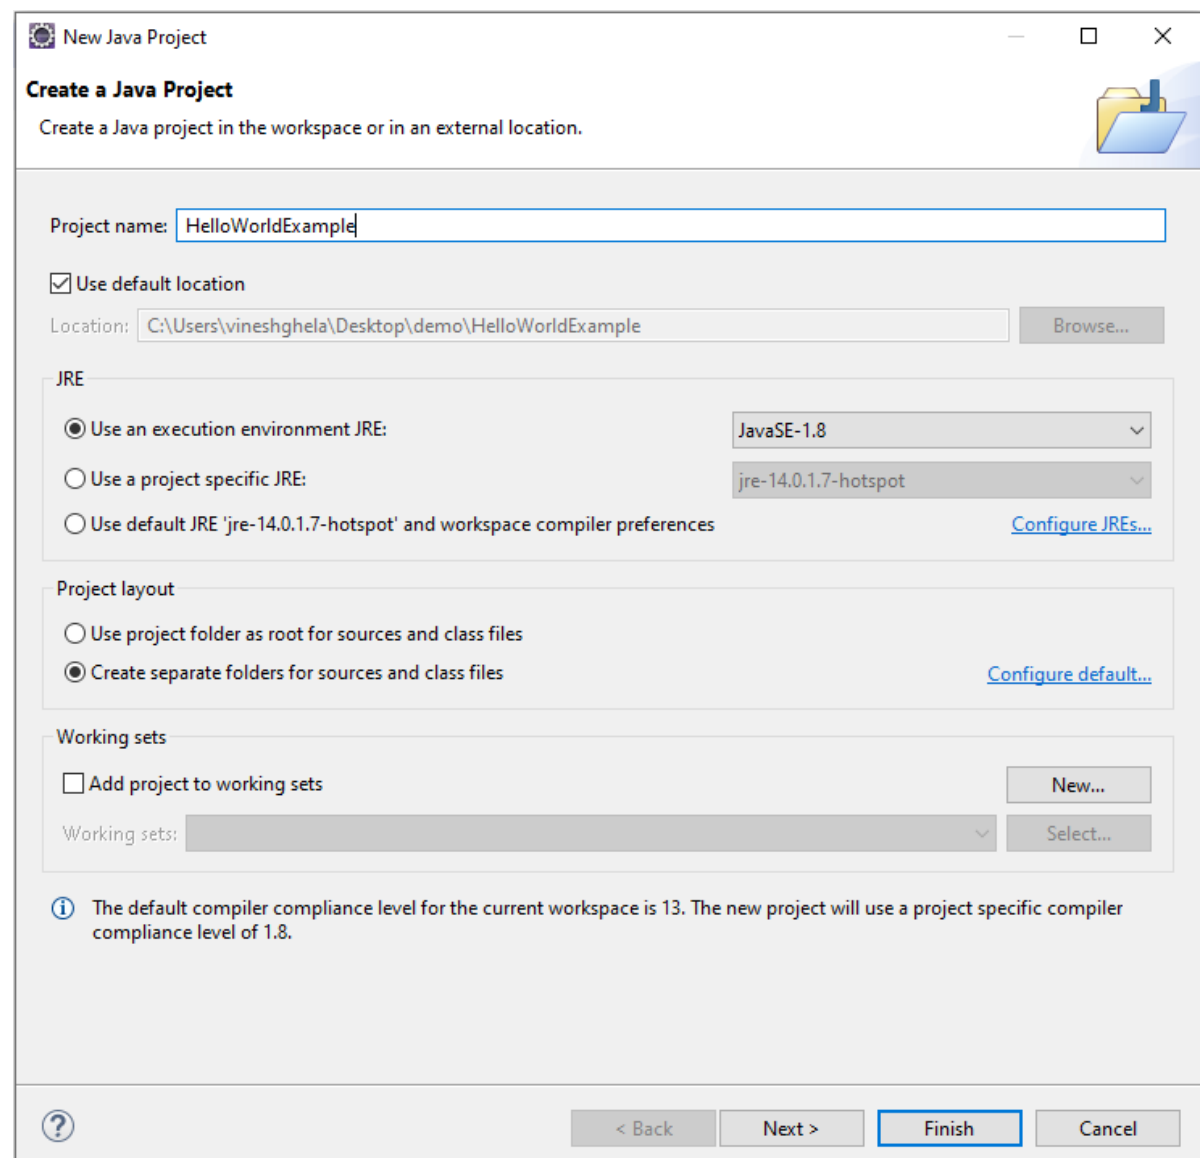 New Java Project
Create a Java Project
Create a Java project in the workspace or in an external location.
Project name: HelloWorldExample
Use default location
Location: C:\Users\vineshghela\Desktop\demo\HelloWorldExample Browse...
JRE
Use an execution environment JRE: JavaSE-1.8
Use a project specific JRE: jre-14.0.1.7-hotspot
Use default JRE 'jre-14.0.1.7-hotspot' and workspace compiler preferences Configure JREs...
Project layout
Use project folder as root for sources and class files
Create separate folders for sources and class files Configure default...
Working sets
Add project to working sets New...
Working sets: Select...
The default compiler compliance level for the current workspace is 13. The new project will use a project specific compiler
compliance level of 1.8.
? < Back Next > Finish Cancel